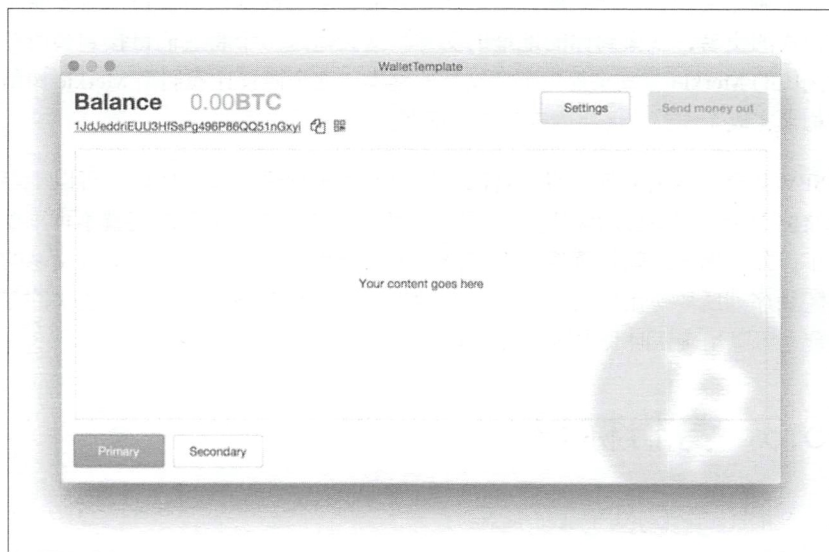 WalletTemplate
Balance 0.00BTC
Settings
Send money out
1JdJeddriEUU3HfSsPg496P86QQ51nGxyi
Your content goes here
Primary
Secondary